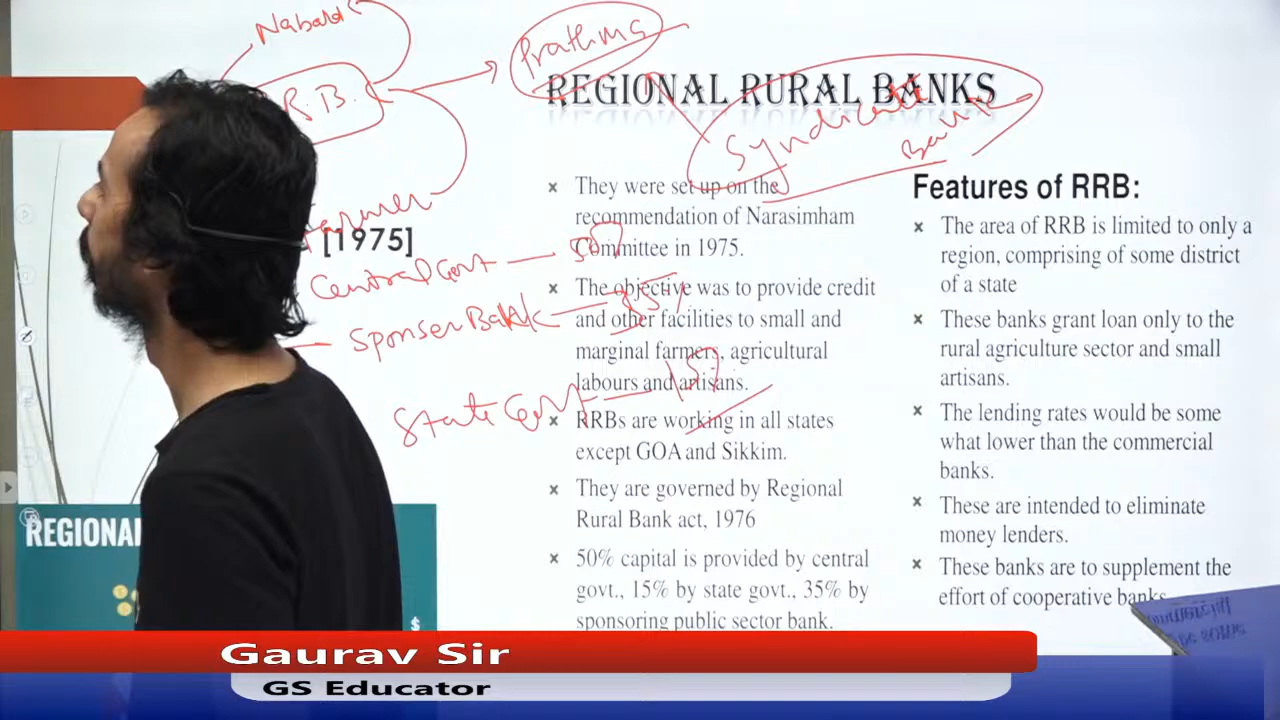 Nabard
R.B.
Prathma
REGIONAL RURAL BANKS
Syndicate
Bank
Farmer
[1975]
Central Govt — 50%
Sponser Bank — 35%
State Govt — 15%
They were set up on the
recommendation of Narasimham
Committee in 1975.
The objective was to provide credit
and other facilities to small and
marginal farmers, agricultural
labours and artisans.
RRBs are working in all states
except GOA and Sikkim.
They are governed by Regional
Rural Bank act, 1976
50% capital is provided by central
govt., 15% by state govt., 35% by
sponsoring public sector bank.
Features of RRB:
The area of RRB is limited to only a
region, comprising of some district
of a state
These banks grant loan only to the
rural agriculture sector and small
artisans.
The lending rates would be some
what lower than the commercial
banks.
These are intended to eliminate
money lenders.
These banks are to supplement the
effort of cooperative banks.
REGIONAL
$
Gaurav Sir
GS Educator